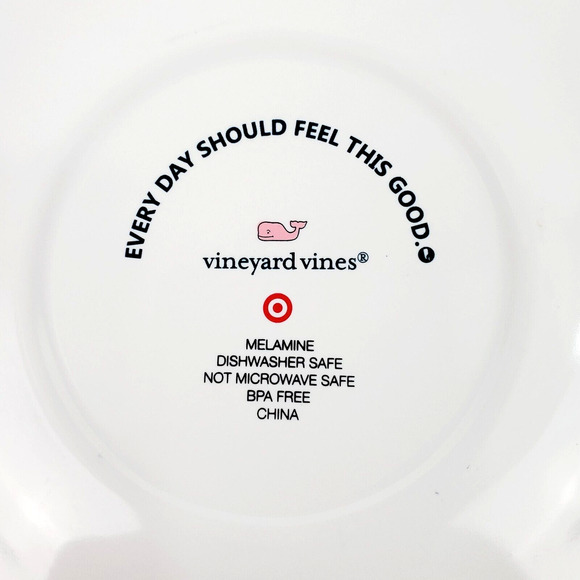 EVERY DAY SHOULD FEEL THIS GOOD.
vineyard vines®
MELAMINE
DISHWASHER SAFE
NOT MICROWAVE SAFE
BPA FREE
CHINA